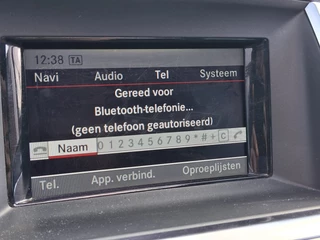 12:38 TA
Navi Audio Tel Systeem
Gereed voor
Bluetooth-telefonie...
(geen telefoon geautoriseerd)
Naam 0 1 2 3 4 5 6 7 8 9 * # + C
Tel. App. verbind. Oproeplijsten